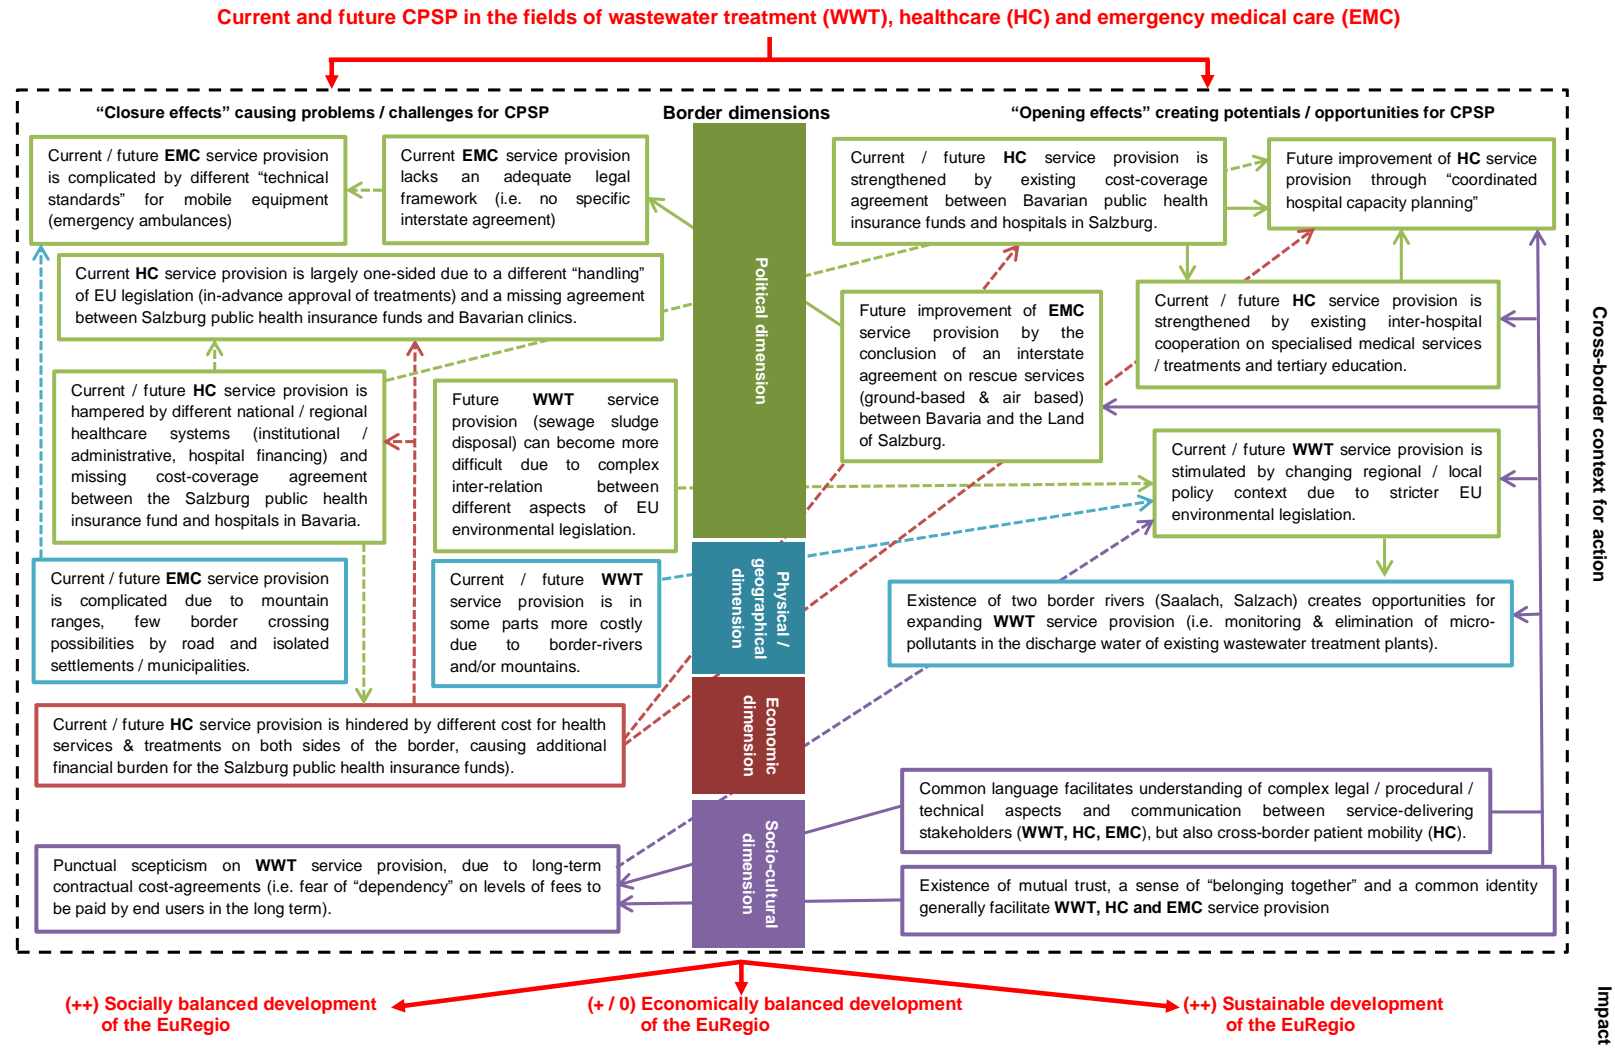 Current and future CPSP in the fields of wastewater treatment (WWT), healthcare (HC) and emergency medical care (EMC)
“Closure effects” causing problems / challenges for CPSP
Border dimensions
“Opening effects” creating potentials / opportunities for CPSP
Current / future EMC service provision
is complicated by different “technical
standards” for mobile equipment
(emergency ambulances)
Current EMC service provision
lacks an adequate legal
framework (i.e. no specific
interstate agreement)
Current HC service provision is largely one-sided due to a different “handling”
of EU legislation (in-advance approval of treatments) and a missing agreement
between Salzburg public health insurance funds and Bavarian clinics.
Current / future HC service provision is
hampered by different national / regional
healthcare systems (institutional /
administrative, hospital financing) and
missing cost-coverage agreement
between the Salzburg public health
insurance fund and hospitals in Bavaria.
Future WWT service
provision (sewage sludge
disposal) can become more
difficult due to complex
inter-relation between
different aspects of EU
environmental legislation.
Current / future EMC service provision
is complicated due to mountain
ranges, few border crossing
possibilities by road and isolated
settlements / municipalities.
Current / future WWT
service provision is in
some parts more costly
due to border-rivers
and/or mountains.
Current / future HC service provision is hindered by different cost for health
services & treatments on both sides of the border, causing additional
financial burden for the Salzburg public health insurance funds).
Punctual scepticism on WWT service provision, due to long-term
contractual cost-agreements (i.e. fear of “dependency” on levels of fees to
be paid by end users in the long term).
Political dimension
Physical /
geographical
dimension
Economic
dimension
Socio-cultural
dimension
Current / future HC service provision is
strengthened by existing cost-coverage
agreement between Bavarian public health
insurance funds and hospitals in Salzburg.
Future improvement of HC service
provision through “coordinated
hospital capacity planning”
Future improvement of EMC
service provision by the
conclusion of an interstate
agreement on rescue services
(ground-based & air based)
between Bavaria and the Land
of Salzburg.
Current / future HC service provision is
strengthened by existing inter-hospital
cooperation on specialised medical services
/ treatments and tertiary education.
Current / future WWT service provision is
stimulated by changing regional / local
policy context due to stricter EU
environmental legislation.
Existence of two border rivers (Saalach, Salzach) creates opportunities for
expanding WWT service provision (i.e. monitoring & elimination of micro-
pollutants in the discharge water of existing wastewater treatment plants).
Common language facilitates understanding of complex legal / procedural /
technical aspects and communication between service-delivering
stakeholders (WWT, HC, EMC), but also cross-border patient mobility (HC).
Existence of mutual trust, a sense of “belonging together” and a common identity
generally facilitate WWT, HC and EMC service provision
Cross-border context for action
(++) Socially balanced development
of the EuRegio
(+ / 0) Economically balanced development
of the EuRegio
(++) Sustainable development
of the EuRegio
Impact